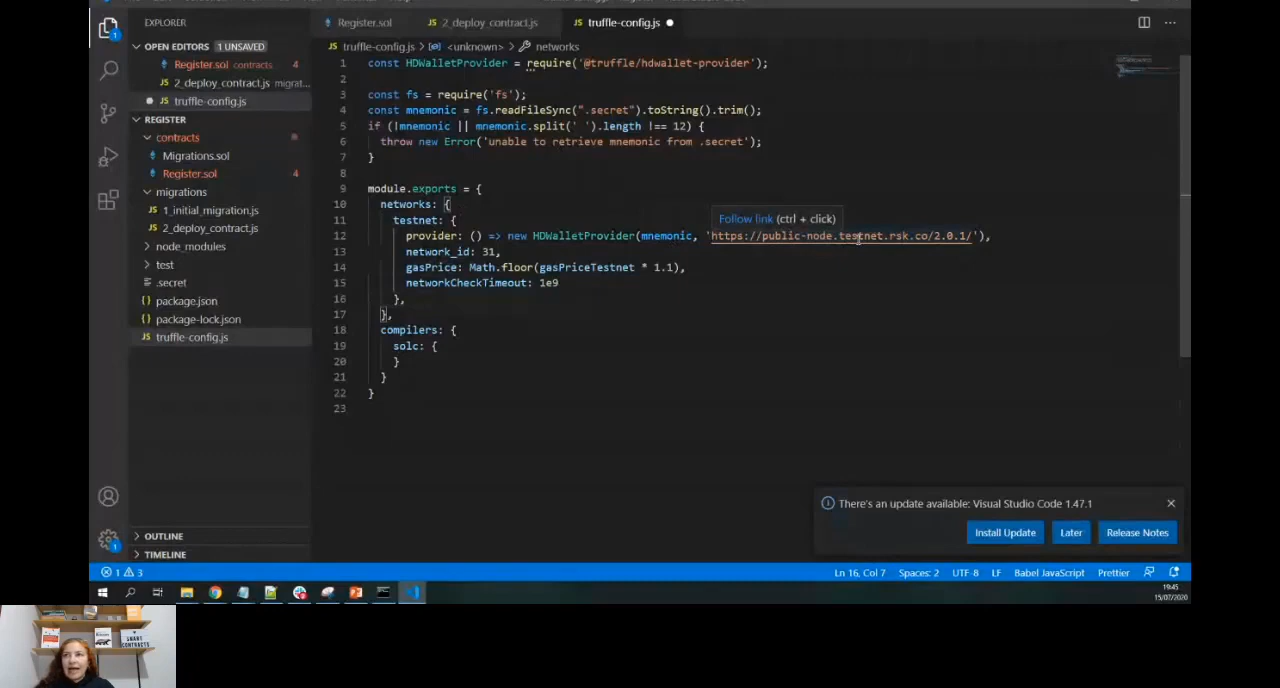 EXPLORER
Register.sol
2_deploy_contract.js
truffle-config.js
OPEN EDITORS 1 UNSAVED
Register.sol contracts 4
2_deploy_contract.js migrat...
truffle-config.js
REGISTER
contracts
Migrations.sol
Register.sol 4
migrations
1_initial_migration.js
2_deploy_contract.js
node_modules
test
.secret
package.json
package-lock.json
truffle-config.js
OUTLINE
TIMELINE
truffle-config.js > <unknown> > networks
1 const HDWalletProvider = require('@truffle/hdwallet-provider');
2
3 const fs = require('fs');
4 const mnemonic = fs.readFileSync(".secret").toString().trim();
5 if (!mnemonic || mnemonic.split(' ').length !== 12) {
6 throw new Error('unable to retrieve mnemonic from .secret');
7 }
8
9 module.exports = {
10 networks: {
11 testnet: {
Follow link (ctrl + click)
12 provider: () => new HDWalletProvider(mnemonic, 'https://public-node.testnet.rsk.co/2.0.1/'),
13 network_id: 31,
14 gasPrice: Math.floor(gasPriceTestnet * 1.1),
15 networkCheckTimeout: 1e9
16 },
17 },
18 compilers: {
19 solc: {
20 }
21 }
22 }
23
There's an update available: Visual Studio Code 1.47.1
Install Update Later Release Notes
1 3 Ln 16, Col 7 Spaces: 2 UTF-8 LF Babel JavaScript Prettier
19:45
15/07/2020
SMART
CONTRACTS